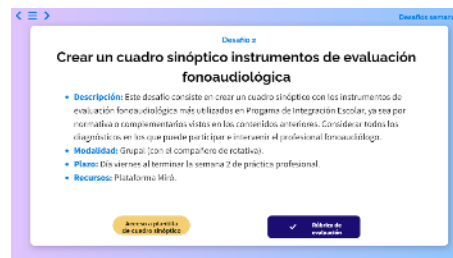 Desafíos seman
Desafío 2
Crear un cuadro sinóptico instrumentos de evaluación
fonoaudiológica
• Descripción: Este desafío consiste en crear un cuadro sinóptico con los instrumentos de
evaluación fonoaudiológica más utilizados en Progama de Integración Escolar, ya sea por
normativa o complementarios vistos en los contenidos anteriores. Considerar todos los
diagnósticos en los que puede participar e intervenir el profesional fonoaudiólogo.
• Modalidad: Grupal (con el compañero de rotativa).
• Plazo: Día viernes al terminar la semana 2 de práctica profesional.
• Recursos: Plataforma Miró.
Acceso a plantilla
de cuadro sinóptico
Rúbrica de
evaluación